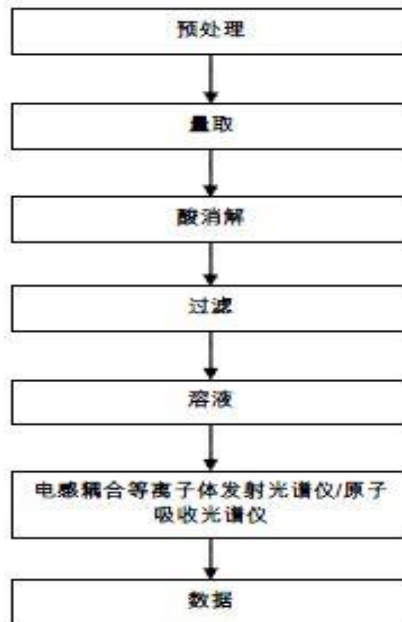 预处理
量取
酸消解
过滤
溶液
电感耦合等离子体发射光谱仪/原子
吸收光谱仪
数据